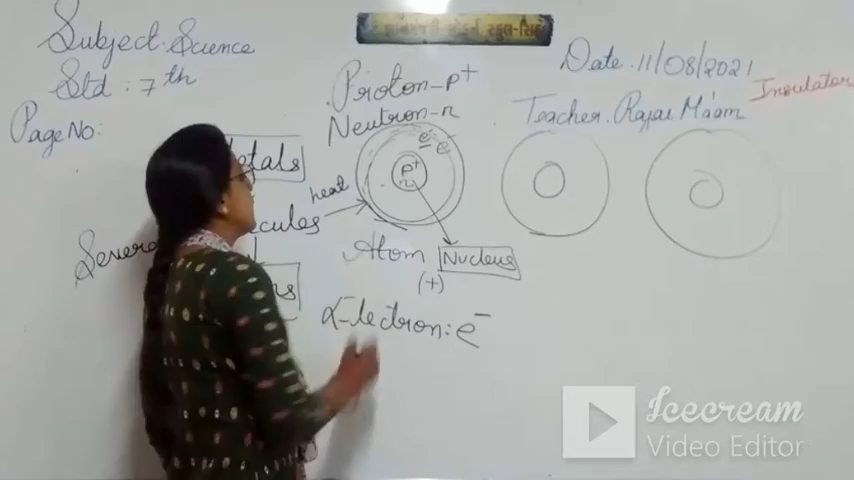 Subject. Science
Date. 11/08/2021
Std : 7th
Proton - p+
Insulator
Page No:
Neutron - n
Teacher. Rajai Ma'am
e- e-
p+
n
heat
Atom
Nucleus
(+)
Electron: e-
Icecream
Video Editor